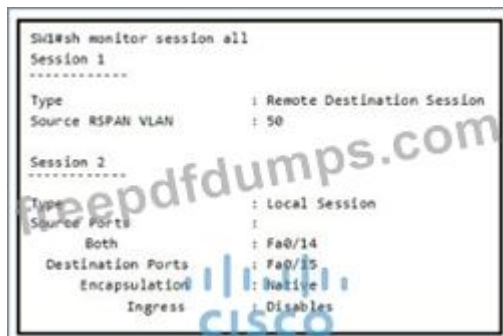 SW1#sh monitor session all
Session 1
------------
Type : Remote Destination Session
Source RSPAN VLAN : 50
Session 2
------------
Type : Local Session
Source Ports :
Both : Fa0/14
Destination Ports : Fa0/15
Encapsulation : Native
Ingress : Disables
freepdfdumps.com
CISCO